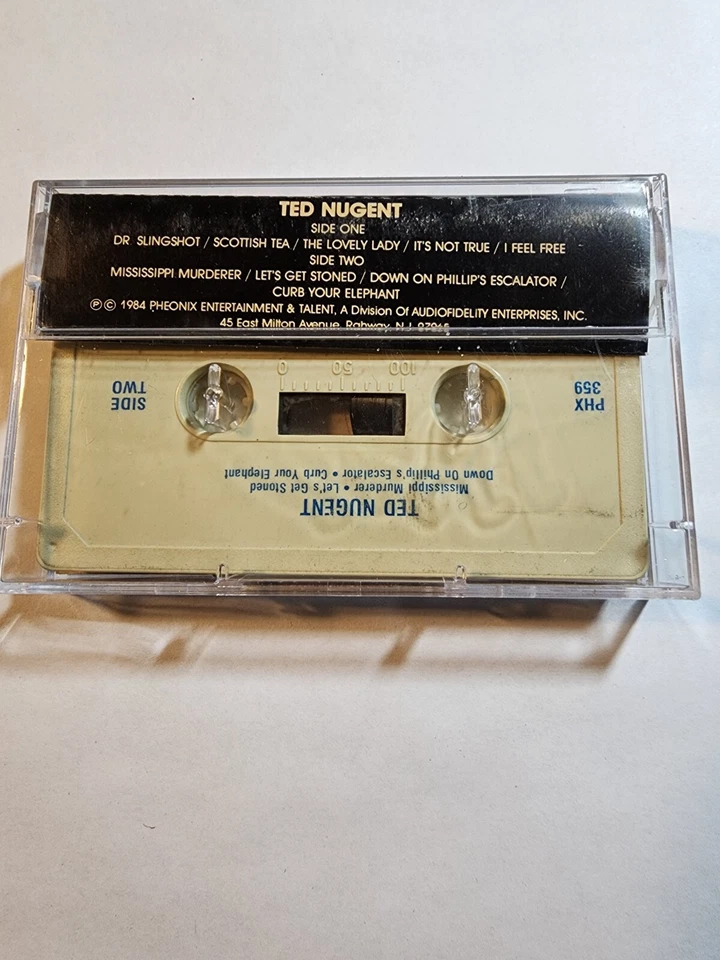 TED NUGENT
SIDE ONE
DR SLINGSHOT / SCOTTISH TEA / THE LOVELY LADY / IT'S NOT TRUE / I FEEL FREE
SIDE TWO
MISSISSIPPI MURDERER / LET'S GET STONED / DOWN ON PHILLIP'S ESCALATOR /
CURB YOUR ELEPHANT
℗ © 1984 PHEONIX ENTERTAINMENT & TALENT, A Division Of AUDIOFIDELITY ENTERPRISES, INC.
45 East Milton Avenue, Rahway, N.J.
TED NUGENT
Mississippi Murderer • Let's Get Stoned
Down On Phillip's Escalator • Curb Your Elephant
PHX
359
100 50 0
SIDE
TWO